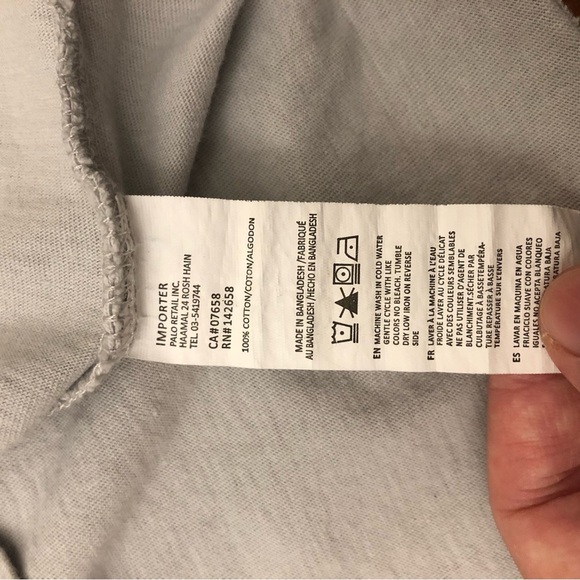 IMPORTER
PALO RETAIL INC.
HAAMAL 24 ROSH HAIN
TEL 03-5413744
CA # 07658
RN # 142658
100% COTTON/COTON/ALGODON
MADE IN BANGLADESH /FABRIQUÉ
AU BANGLADESH /HECHO EN BANGLADESH
EN MACHINE WASH IN COLD WATER
GENTLE CYCLE WITH LIKE
COLORS NO BLEACH. TUMBLE
DRY LOW IRON ON REVERSE
SIDE
FR LAVER À LA MACHINE À L'EAU
FROIDE LAVER AU CYCLE DÉLICAT
AVEC DES COULEURS SEMBLABLES
NE PAS UTILISER D'AGENT DE
BLANCHIMENT.SÉCHER PAR
CULBUTAGE À BASSETEMPÉRA-
TURE REPASSER À BASSE
TEMPÉRATURE SUR L'ENVERS
ES LAVAR EN MAQUINA EN AGUA
FRIACICLO SUAVE CON COLORES
IGUALES NO ACEPTA BLANQUEO
BAJA
ATURA BAJA